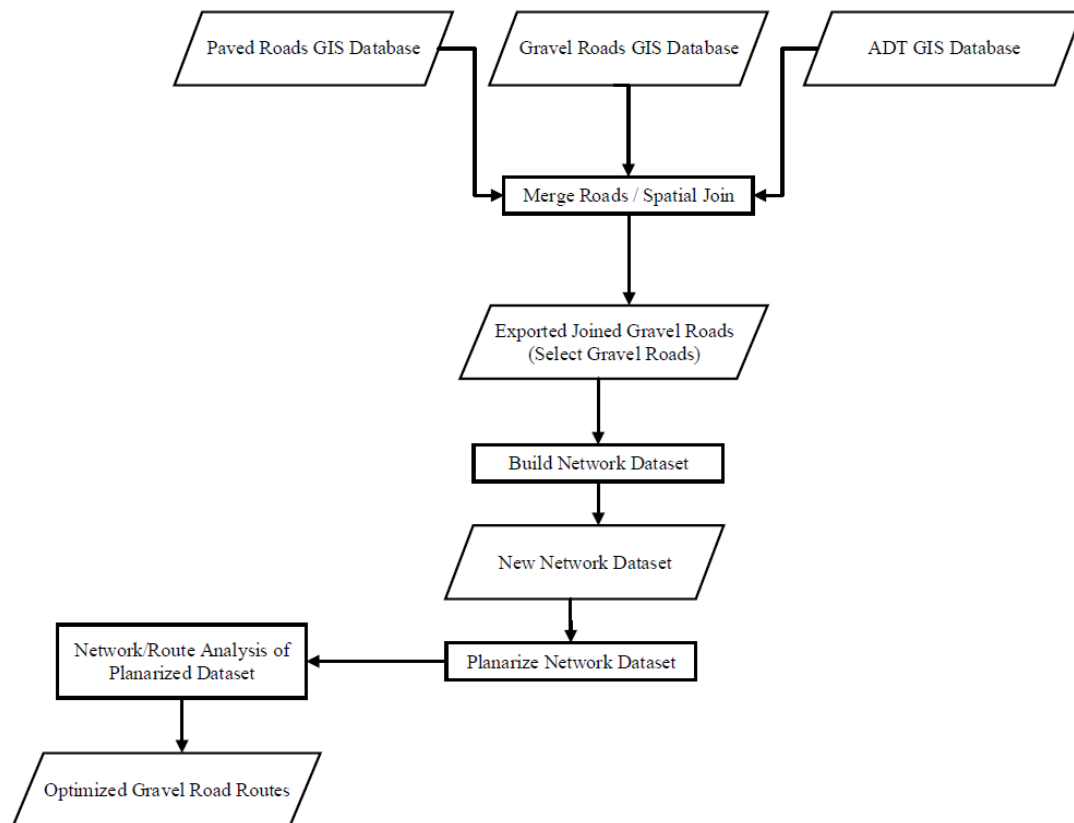 Paved Roads GIS Database
Gravel Roads GIS Database
ADT GIS Database
Merge Roads / Spatial Join
Exported Joined Gravel Roads
(Select Gravel Roads)
Build Network Dataset
New Network Dataset
Network/Route Analysis of
Planarized Dataset
Planarize Network Dataset
Optimized Gravel Road Routes